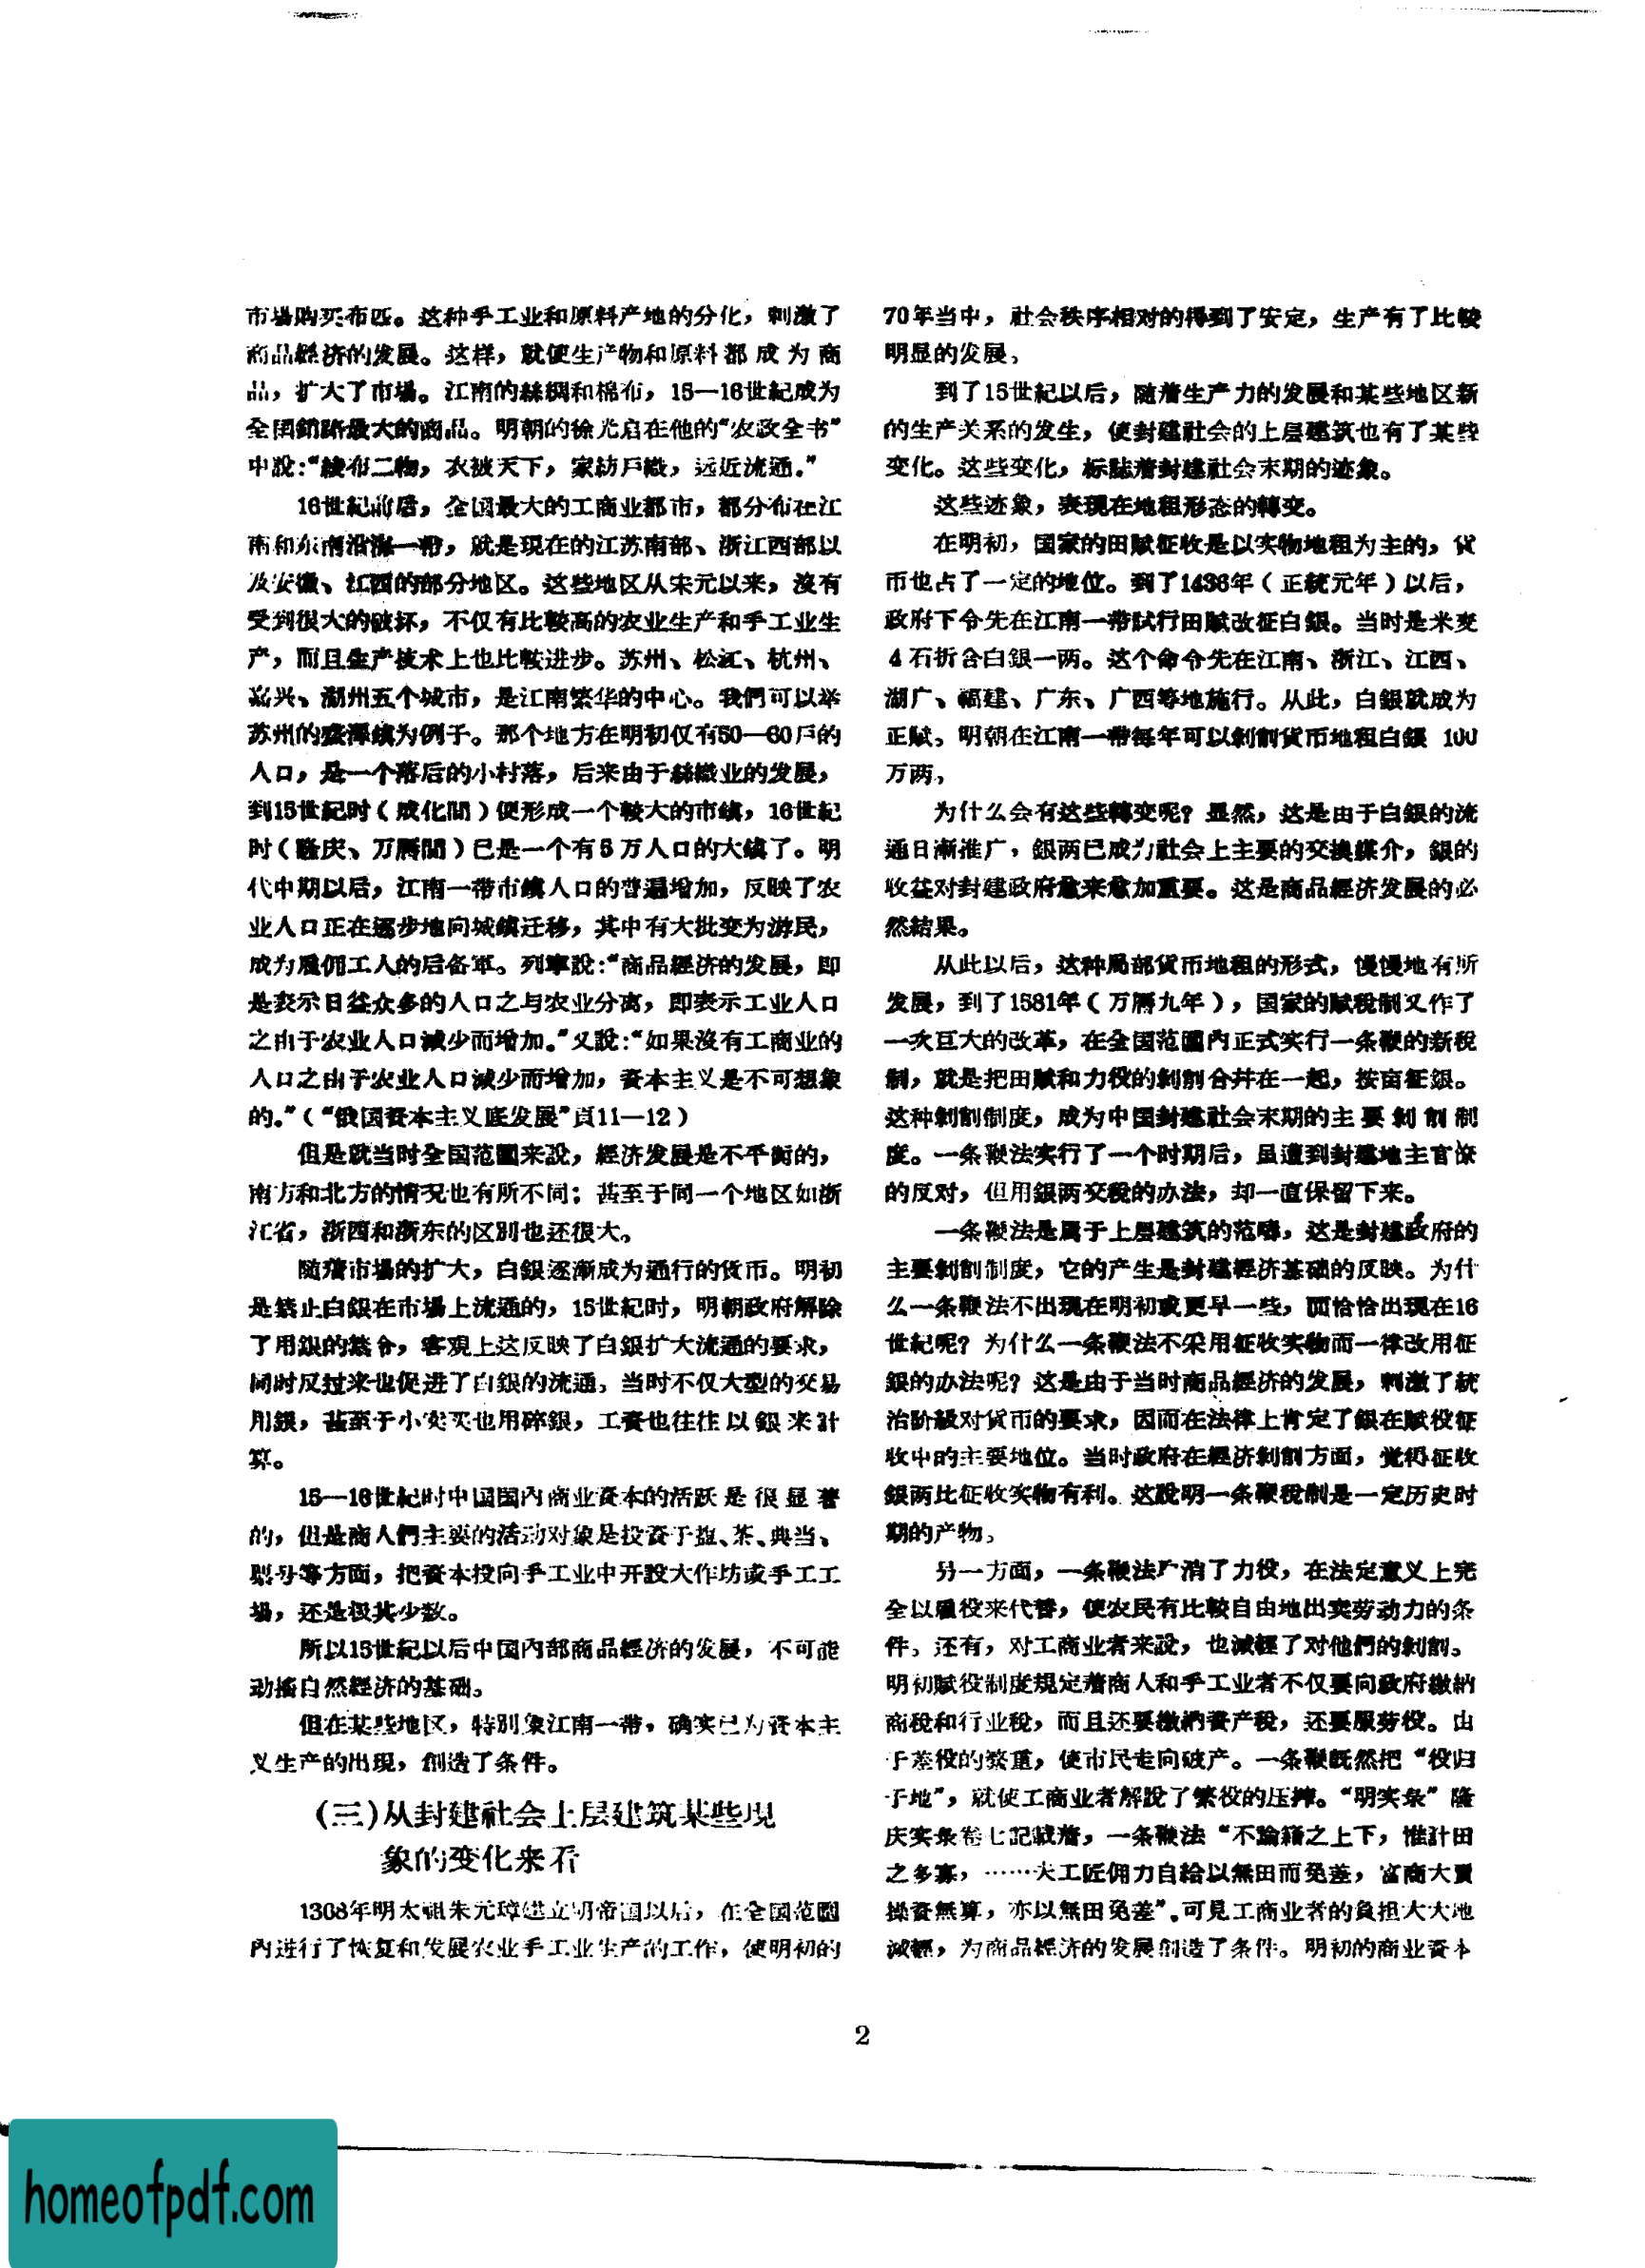 市場购买布匹。这种手工业和原料产地的分化，刺激了
商品經济的发展。这样，就使生产物和原料都成为商
品，扩大了市場。江南的絲綢和棉布，15—16世紀成为
全国銷路最大的商品。明朝的徐光启在他的“农政全书”
中說：“綾布二物，衣被天下，家紡戶織，远近流通。”
16世紀前后，全国最大的工商业都市，都分布在江
南和东南沿海一带，就是現在的江苏南部、浙江西部以
及安徽、江西的部分地区。这些地区从宋元以来，沒有
受到很大的破坏，不仅有比較高的农业生产和手工业生
产，而且生产技术上也比較进步。苏州、松江、杭州、
嘉兴、湖州五个城市，是江南繁华的中心。我們可以举
苏州的盛澤鎮为例子。那个地方在明初仅有50—60戶的
人口，是一个落后的小村落，后来由于絲織业的发展，
到15世紀时（成化間）便形成一个較大的市鎮，16世紀
时（隆庆、万曆間）已是一个有5万人口的大鎮了。明
代中期以后，江南一带市鎮人口的普遍增加，反映了农
业人口正在逐步地向城鎮迁移，其中有大批变为游民，
成为雇佣工人的后备军。列寧說：“商品經济的发展，即
是表示日益众多的人口之与农业分离，即表示工业人口
之由于农业人口減少而增加。”又說：“如果沒有工商业的
人口之由于农业人口減少而增加，資本主义是不可想象
的。”（“俄国資本主义底发展”頁11—12）
但是就当时全国范圍来說，經济发展是不平衡的，
南方和北方的情况也有所不同；甚至于同一个地区如浙
江省，浙西和浙东的区別也还很大。
随着市場的扩大，白銀逐渐成为通行的货币。明初
是禁止白銀在市場上流通的，15世紀时，明朝政府解除
了用銀的禁令，客观上这反映了白銀扩大流通的要求，
同时反过来也促进了白銀的流通，当时不仅大型的交易
用銀，甚至于小卖买也用碎銀，工資也往往以銀来計
算。
15—16世紀时中国国内商业資本的活跃是很显著
的，但是商人們主要的活动对象是投資于盐、茶、典当、
等方面，把資本投向手工业中开設大作坊或手工工
場，还是极其少数。
所以15世紀以后中国内部商品經济的发展，不可能
动搖自然經济的基础。
但在某些地区，特別象江南一带，确实已为資本主
义生产的出現，創造了条件。
(三)从封建社会上层建筑某些現
象的变化来看
1368年明太祖朱元璋建立明帝国以后，在全国范圍
内进行了恢复和发展农业手工业生产的工作，使明初的
70年当中，社会秩序相对的得到了安定，生产有了比較
明显的发展。
到了15世紀以后，随着生产力的发展和某些地区新
的生产关系的发生，使封建社会的上层建筑也有了某些
变化。这些变化，标誌着封建社会末期的迹象。
这些迹象，表現在地租形态的轉变。
在明初，国家的田賦征收是以实物地租为主的，货
币也占了一定的地位。到了1436年（正統元年）以后，
政府下令先在江南一带試行田賦改征白銀。当时是米麦
4石折合白銀一两。这个命令先在江南、浙江、江西、
湖广、福建、广东、广西等地施行。从此，白銀就成为
正賦。明朝在江南一带每年可以剝削货币地租白銀 100
万两。
为什么会有这些轉变呢？显然，这是由于白銀的流
通日渐推广，銀两已成为社会上主要的交换媒介，銀的
收益对封建政府愈来愈加重要。这是商品經济发展的必
然結果。
从此以后，这种局部货币地租的形式，慢慢地有所
发展，到了1581年（万曆九年），国家的賦稅制又作了
一次巨大的改革，在全国范圍内正式实行一条鞭的新稅
制，就是把田賦和力役的剝削合并在一起，按亩征銀。
这种剝削制度，成为中国封建社会末期的主要剝削制
度。一条鞭法实行了一个时期后，虽遭到封建地主官僚
的反对，但用銀两交稅的办法，却一直保留下来。
一条鞭法是属于上层建筑的范畴，这是封建政府的
主要剝削制度，它的产生是封建經济基础的反映。为什
么一条鞭法不出現在明初或更早一些，而恰恰出現在16
世紀呢？为什么一条鞭法不采用征收实物而一律改用征
銀的办法呢？这是由于当时商品經济的发展，刺激了統
治阶級对货币的要求，因而在法律上肯定了銀在賦役征
收中的主要地位。当时政府在經济剝削方面，觉得征收
銀两比征收实物有利。这說明一条鞭稅制是一定历史时
期的产物。
另一方面，一条鞭法取消了力役，在法定意义上完
全以雇役来代替，使农民有比較自由地出卖劳动力的条
件。还有，对工商业者来說，也減輕了对他們的剝削。
明初賦役制度規定着商人和手工业者不仅要向政府繳納
商稅和行业稅，而且还要繳納資产稅，还要服劳役。由
于差役的繁重，使市民走向破产。一条鞭既然把“役归
于地”，就使工商业者解脫了繁役的压榨。“明实录”隆
庆实录卷七記載着，一条鞭法“不論籍之上下，惟計田
之多寡，……夫工匠佣力自給以無田而免差，富商大賈
操資無算，亦以無田免差”。可見工商业者的負担大大地
減輕，为商品經济的发展創造了条件。明初的商业資本
2
homeofpdf.com